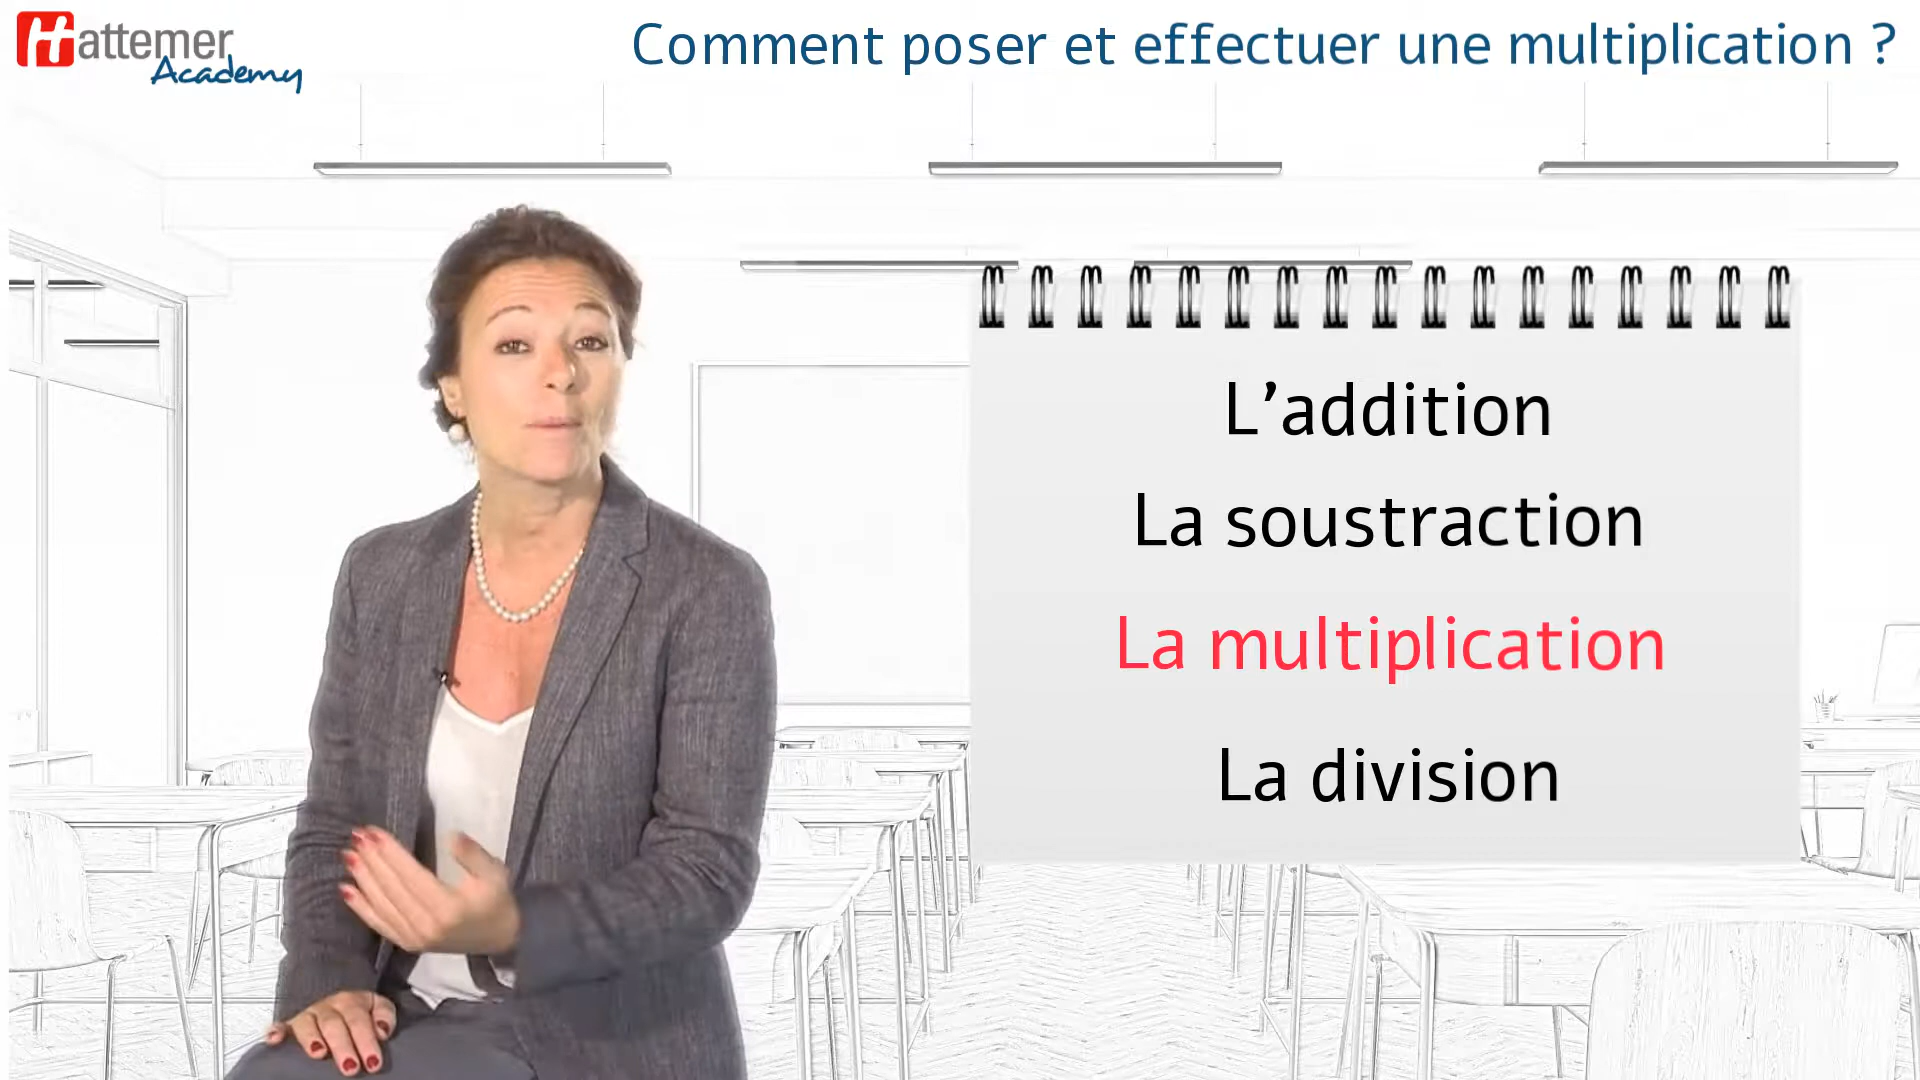 Hattemer
Academy
Comment poser et effectuer une multiplication ?
L’addition
La soustraction
La multiplication
La division